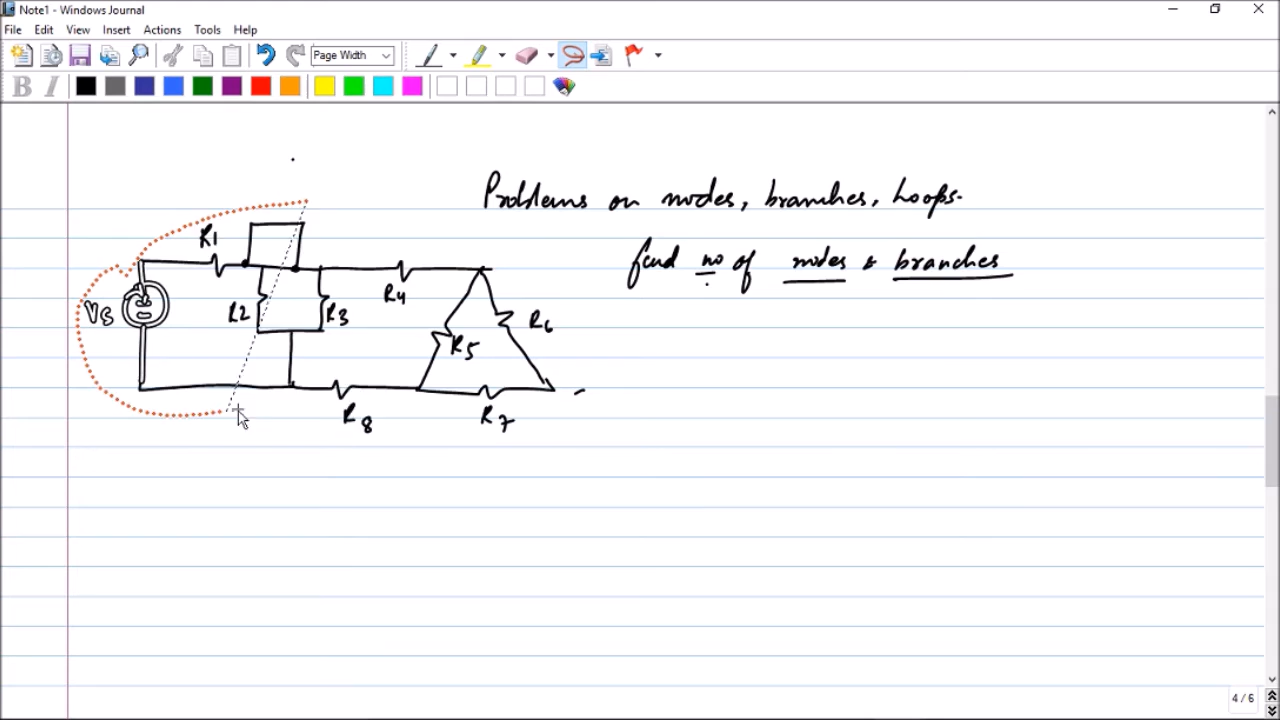 Note1 - Windows Journal
File Edit View Insert Actions Tools Help
Page Width
B I
Problems on nodes, branches, loops.
find no of nodes & branches
R1
R2
R3
R4
R5
R6
R7
R8
Vs
4 / 6